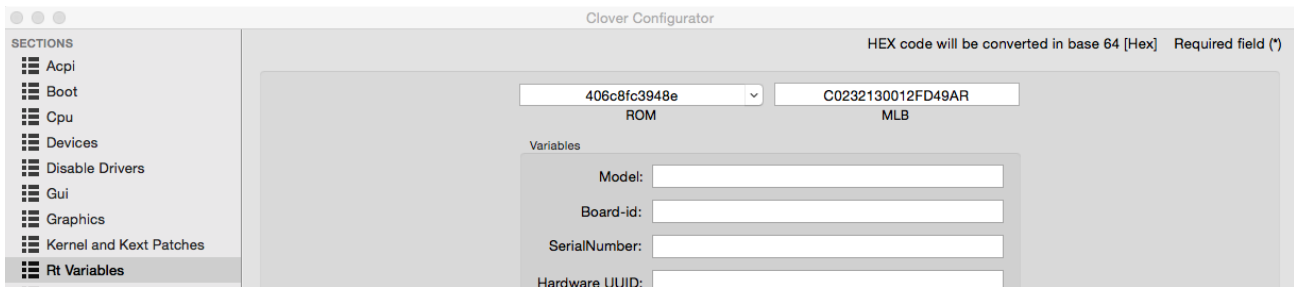 Clover Configurator
SECTIONS
Acpi
Boot
Cpu
Devices
Disable Drivers
Gui
Graphics
Kernel and Kext Patches
Rt Variables
HEX code will be converted in base 64 [Hex] Required field (*)
406c8fc3948e C0232130012FD49AR
ROM MLB
Variables
Model:
Board-id:
SerialNumber:
Hardware UUID: